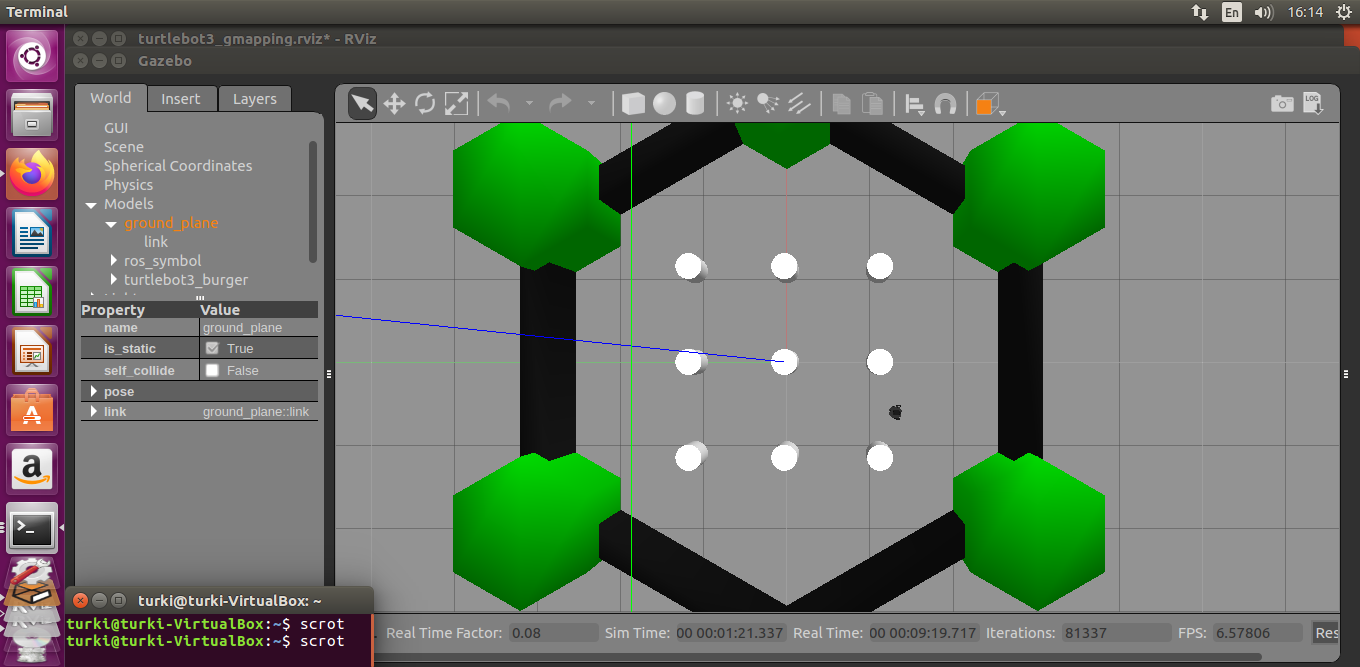 Terminal
En
16:14
turtlebot3_gmapping.rviz* - RViz
Gazebo
World Insert Layers
LOG
GUI
Scene
Spherical Coordinates
Physics
Models
ground_plane
link
ros_symbol
turtlebot3_burger
Property Value
name ground_plane
is_static True
self_collide False
pose
link ground_plane::link
A
a
>_
turki@turki-VirtualBox: ~
turki@turki-VirtualBox:~$ scrot
turki@turki-VirtualBox:~$ scrot
Real Time Factor: 0.08 Sim Time: 00 00:01:21.337 Real Time: 00 00:09:19.717 Iterations: 81337 FPS: 6.57806 Res